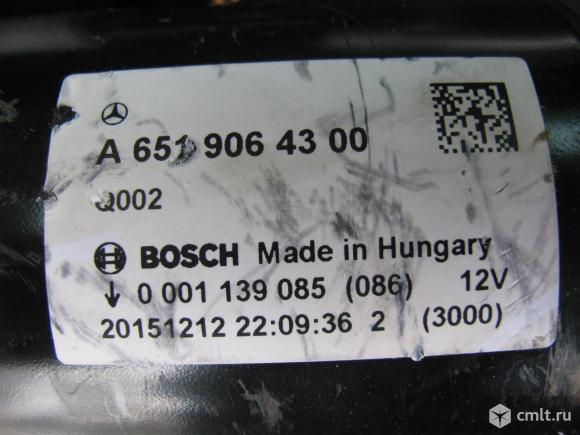 A 651 906 43 00
Q002
BOSCH Made in Hungary
0 001 139 085 (086) 12V
20151212 22:09:36 2 (3000)
cmlt.ru